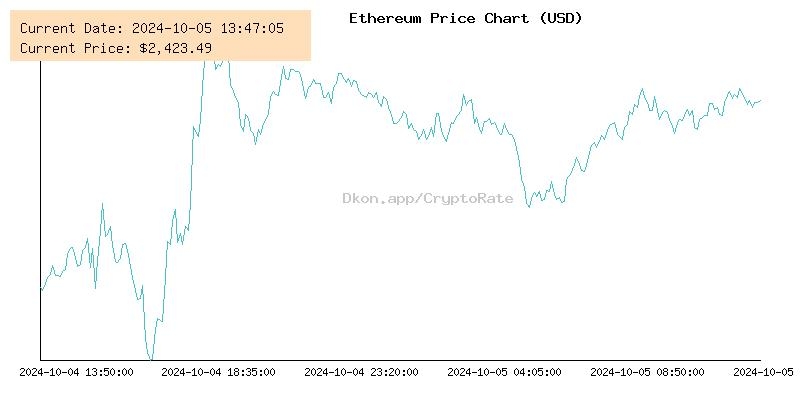 Ethereum Price Chart (USD)
Current Date: 2024-10-05 13:47:05
Current Price: $2,423.49
Dkon.app/CryptoRate
2024-10-04 13:50:00 2024-10-04 18:35:00 2024-10-04 23:20:00 2024-10-05 04:05:00 2024-10-05 08:50:00 2024-10-05